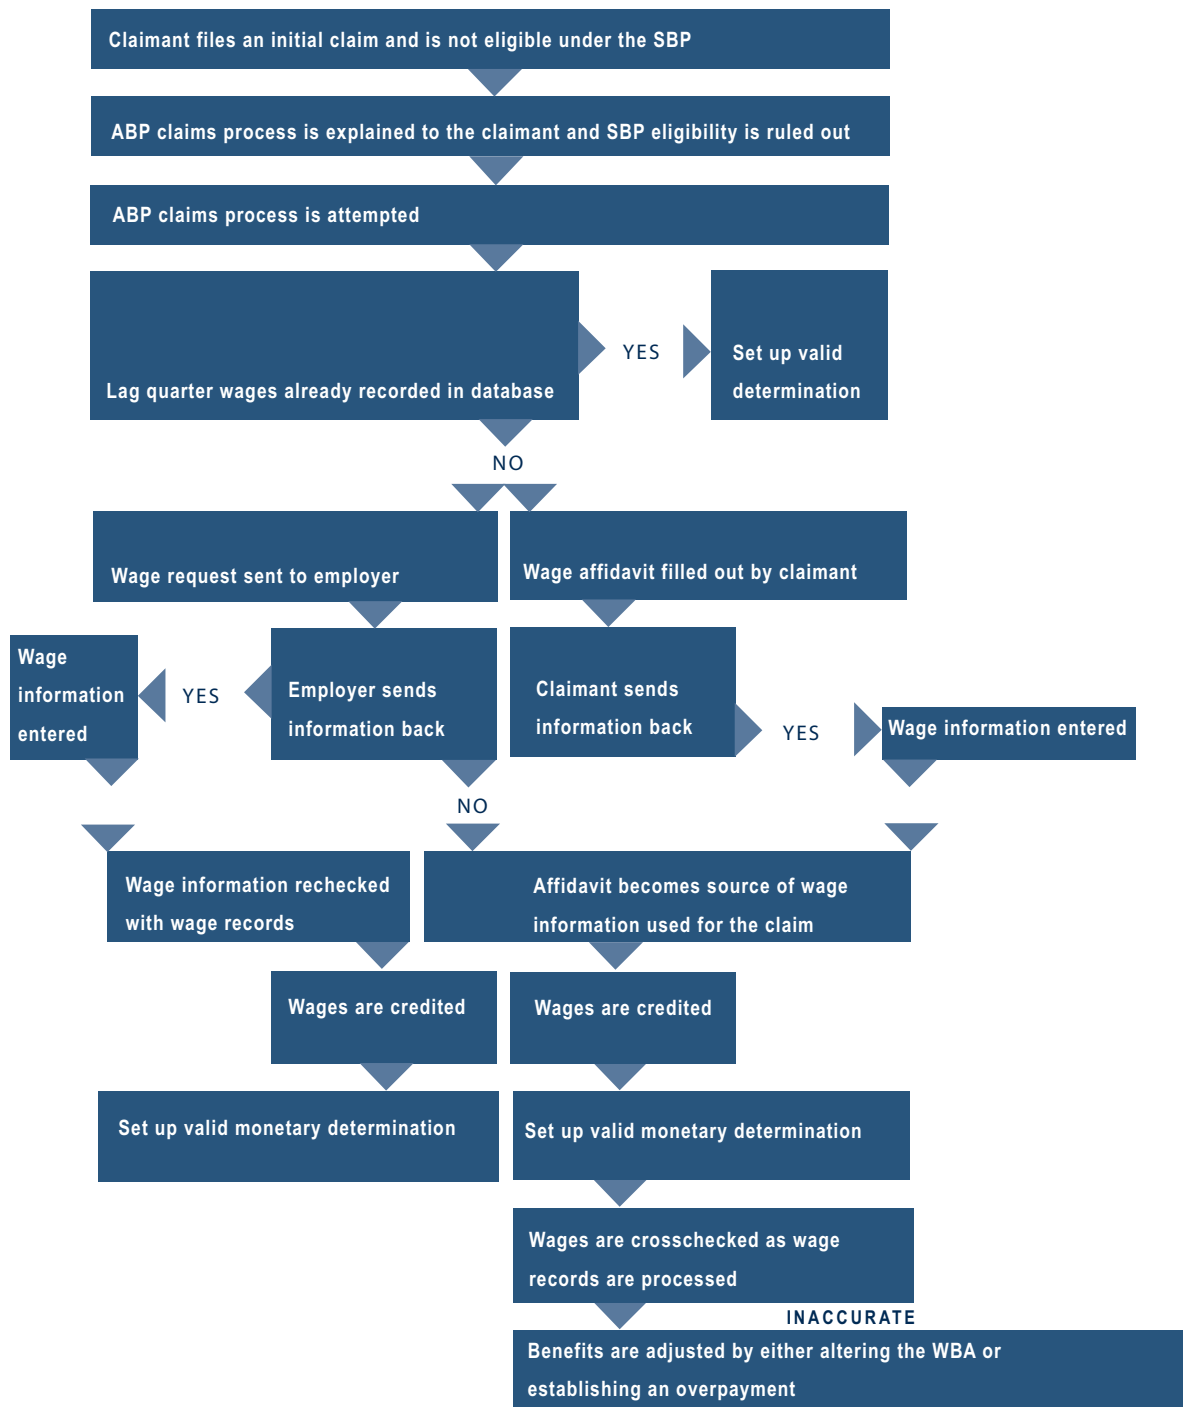 Claimant files an initial claim and is not eligible under the SBP
ABP claims process is explained to the claimant and SBP eligibility is ruled out
ABP claims process is attempted
Lag quarter wages already recorded in database
YES
Set up valid
determination
NO
Wage request sent to employer
Wage affidavit filled out by claimant
Wage
information
entered
YES
Employer sends
information back
Claimant sends
information back
YES
Wage information entered
NO
Wage information rechecked
with wage records
Affidavit becomes source of wage
information used for the claim
Wages are credited
Wages are credited
Set up valid monetary determination
Set up valid monetary determination
Wages are crosschecked as wage
records are processed
INACCURATE
Benefits are adjusted by either altering the WBA or
establishing an overpayment